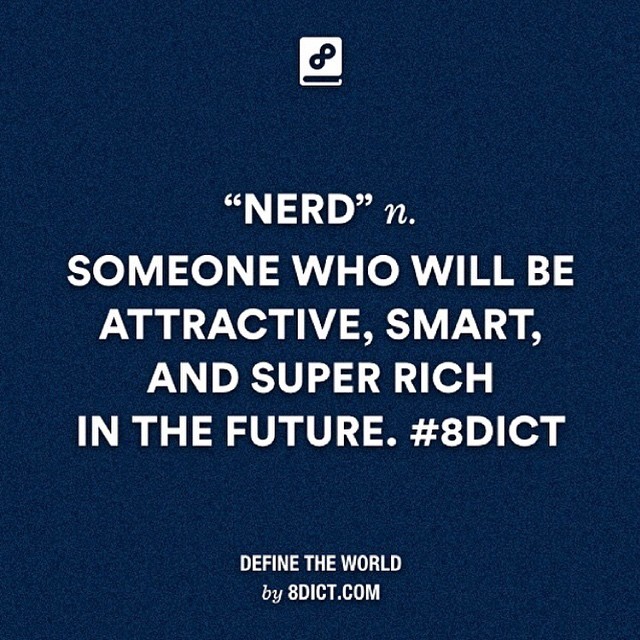 “NERD” n.
SOMEONE WHO WILL BE
ATTRACTIVE, SMART,
AND SUPER RICH
IN THE FUTURE. #8DICT
DEFINE THE WORLD
by 8DICT.COM